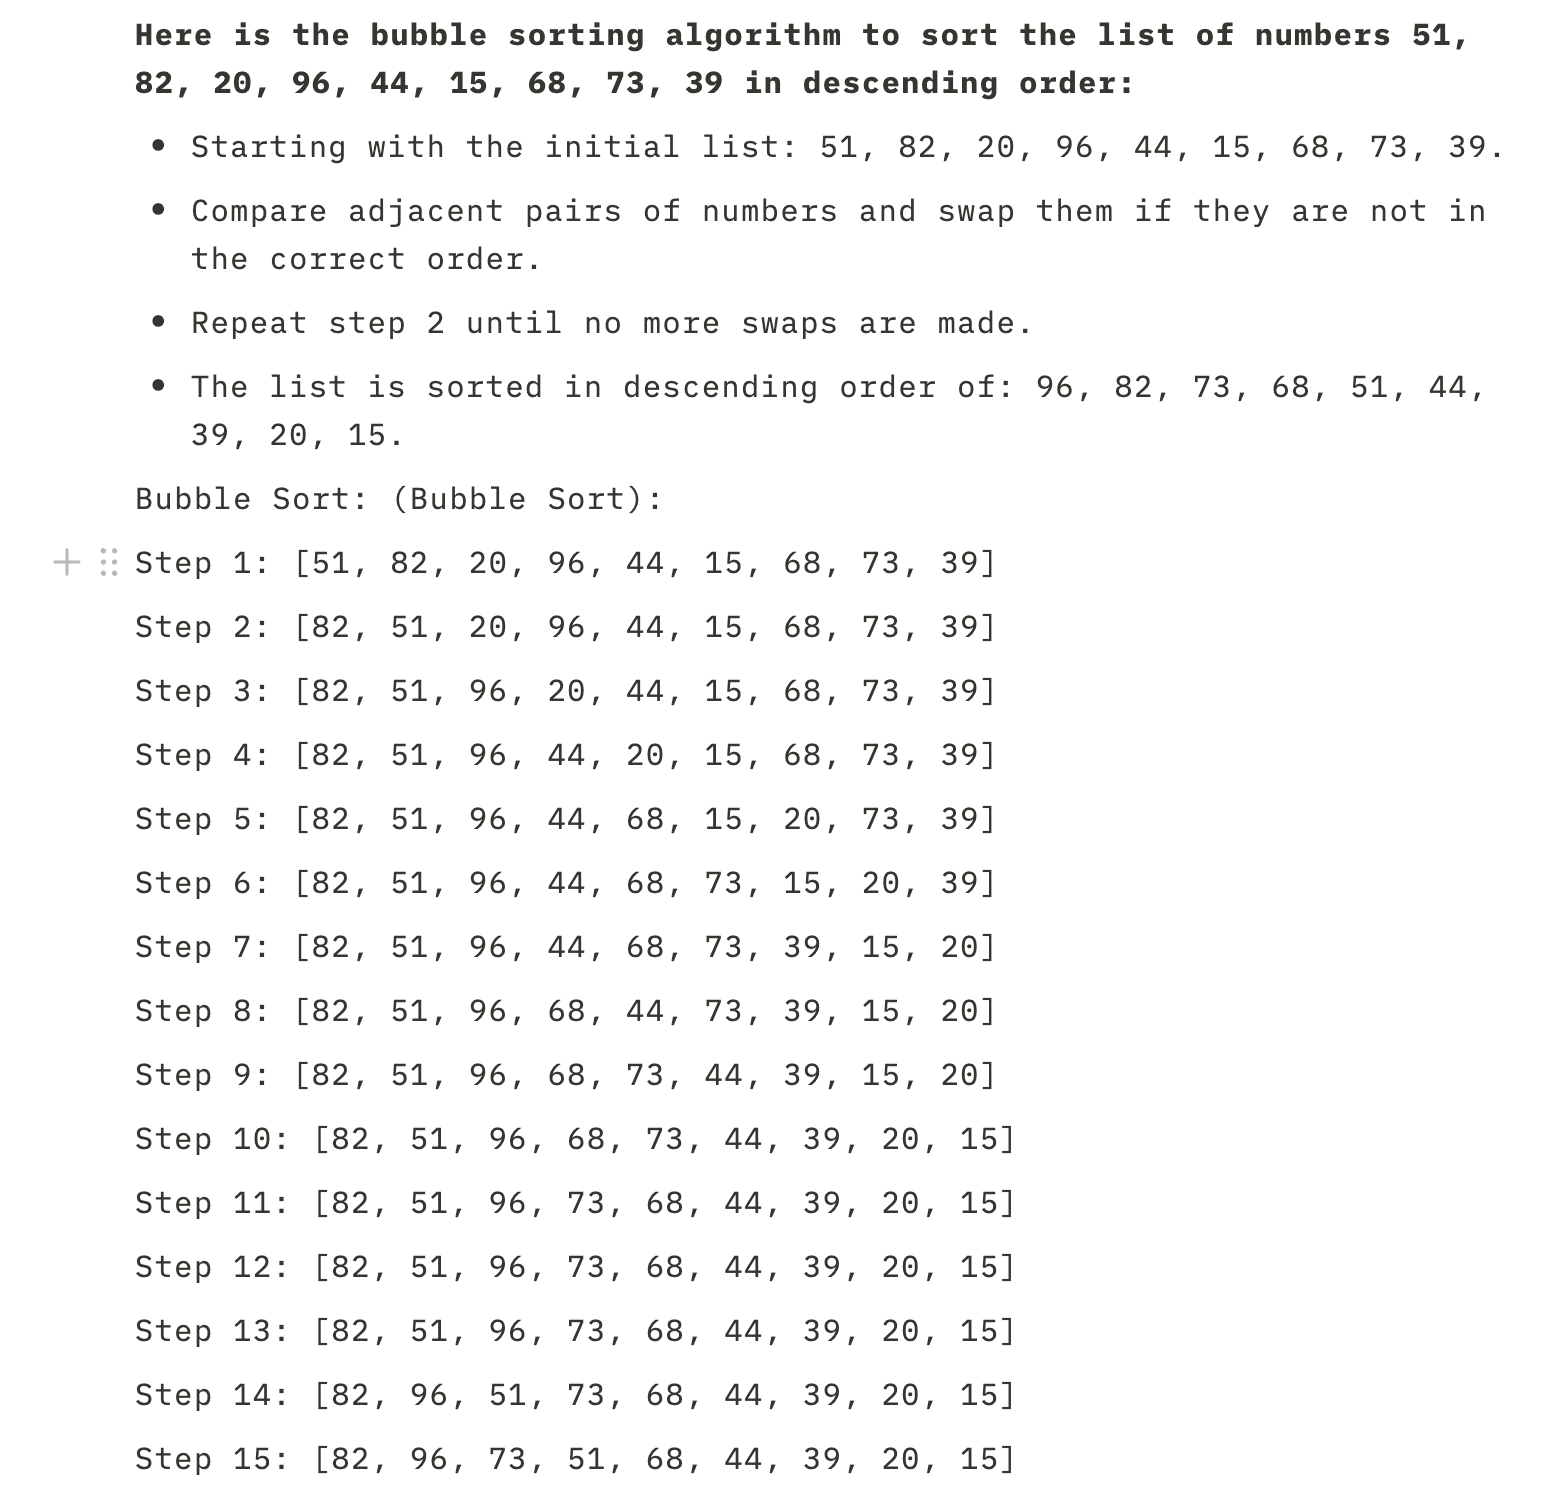 Here is the bubble sorting algorithm to sort the list of numbers 51,
82, 20, 96, 44, 15, 68, 73, 39 in descending order:
• Starting with the initial list: 51, 82, 20, 96, 44, 15, 68, 73, 39.
• Compare adjacent pairs of numbers and swap them if they are not in
the correct order.
• Repeat step 2 until no more swaps are made.
• The list is sorted in descending order of: 96, 82, 73, 68, 51, 44,
39, 20, 15.
Bubble Sort: (Bubble Sort):
Step 1: [51, 82, 20, 96, 44, 15, 68, 73, 39]
Step 2: [82, 51, 20, 96, 44, 15, 68, 73, 39]
Step 3: [82, 51, 96, 20, 44, 15, 68, 73, 39]
Step 4: [82, 51, 96, 44, 20, 15, 68, 73, 39]
Step 5: [82, 51, 96, 44, 68, 15, 20, 73, 39]
Step 6: [82, 51, 96, 44, 68, 73, 15, 20, 39]
Step 7: [82, 51, 96, 44, 68, 73, 39, 15, 20]
Step 8: [82, 51, 96, 68, 44, 73, 39, 15, 20]
Step 9: [82, 51, 96, 68, 73, 44, 39, 15, 20]
Step 10: [82, 51, 96, 68, 73, 44, 39, 20, 15]
Step 11: [82, 51, 96, 73, 68, 44, 39, 20, 15]
Step 12: [82, 51, 96, 73, 68, 44, 39, 20, 15]
Step 13: [82, 51, 96, 73, 68, 44, 39, 20, 15]
Step 14: [82, 96, 51, 73, 68, 44, 39, 20, 15]
Step 15: [82, 96, 73, 51, 68, 44, 39, 20, 15]